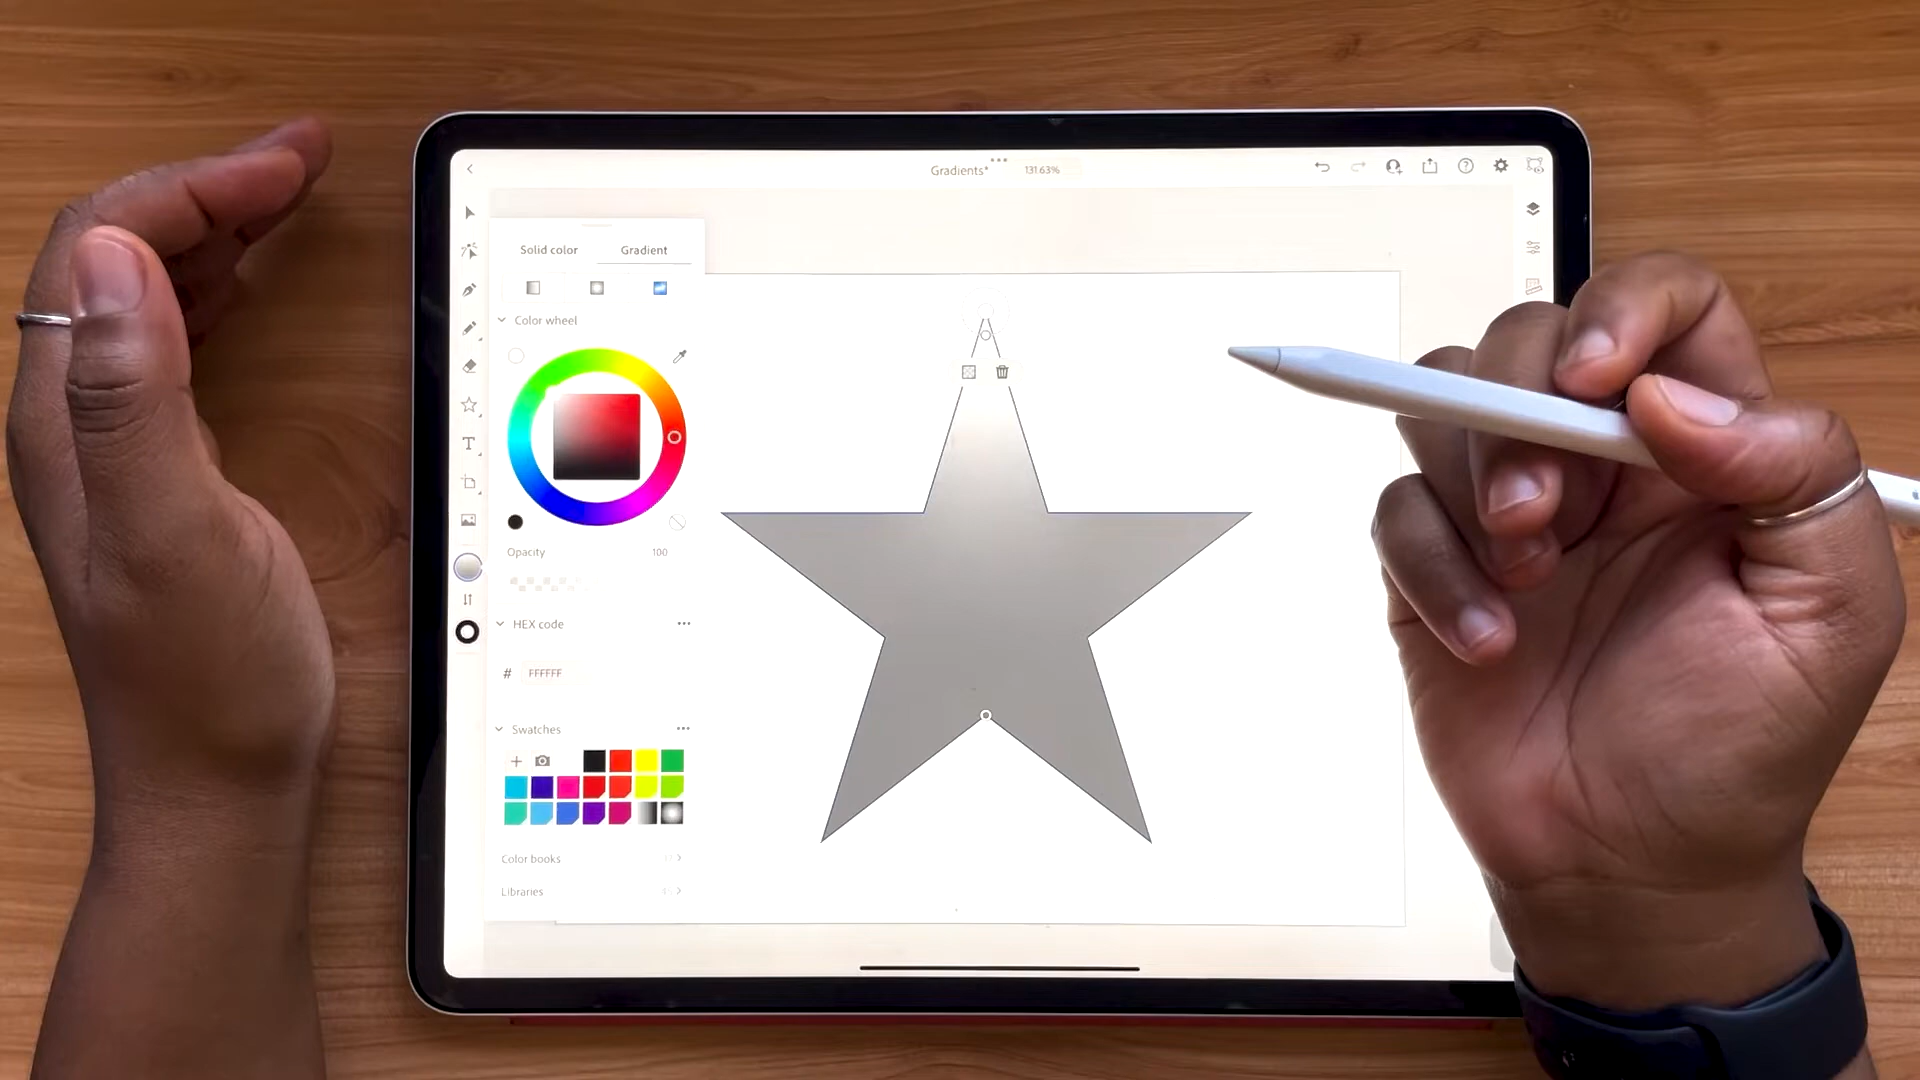 Gradients* 131.63%
Solid color Gradient
Color wheel
T
Opacity 100
HEX code
# FFFFFF
Swatches
Color books
Libraries